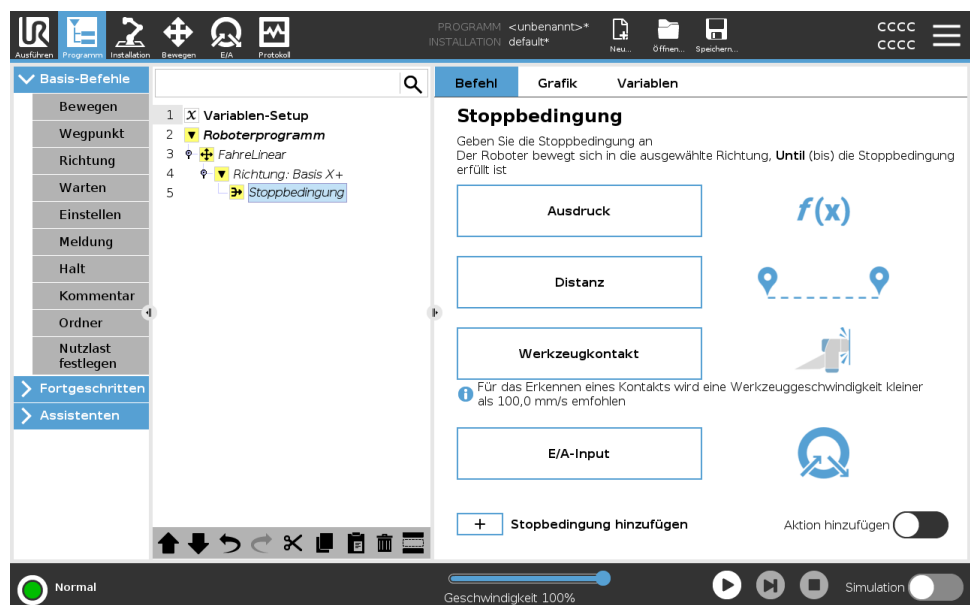 PROGRAMM <unbenannt>*
INSTALLATION default*
Ausführen
Programm
Installation
Bewegen
E/A
Protokoll
Neu...
Öffnen...
Speichern...
CCCC
CCCC
Basis-Befehle
Bewegen
Wegpunkt
Richtung
Warten
Einstellen
Meldung
Halt
Kommentar
Ordner
Nutzlast
festlegen
Fortgeschritten
Assistenten
1 X Variablen-Setup
2 Roboterprogramm
3 FahreLinear
4 Richtung: Basis X+
5 Stoppbedingung
Befehl Grafik Variablen
Stoppbedingung
Geben Sie die Stoppbedingung an
Der Roboter bewegt sich in die ausgewählte Richtung, Until (bis) die Stoppbedingung
erfüllt ist
Ausdruck
f(x)
Distanz
Werkzeugkontakt
Für das Erkennen eines Kontakts wird eine Werkzeuggeschwindigkeit kleiner
als 100,0 mm/s emfohlen
E/A-Input
+ Stopbedingung hinzufügen
Aktion hinzufügen
Normal
Geschwindigkeit 100%
Simulation